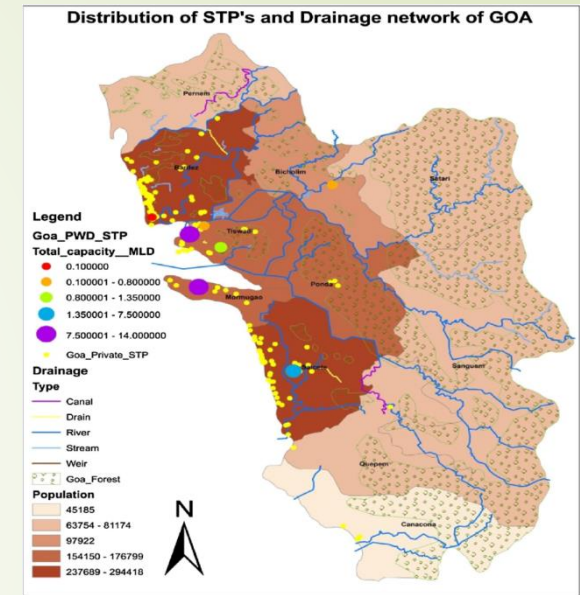 Distribution of STP's and Drainage network of GOA
Pernem
Bardez
Bicholim
Satari
Tiswadi
Ponda
Mormugao
Sanguem
Quepem
Canacona
Legend
Goa_PWD_STP
Total_capacity__MLD
0.100000
0.100001 - 0.800000
0.800001 - 1.350000
1.350001 - 7.500000
7.500001 - 14.000000
Goa_Private_STP
Drainage
Type
Canal
Drain
River
Stream
Weir
Goa_Forest
Population
45185
63754 - 81174
97922
154150 - 176799
237689 - 294418
N